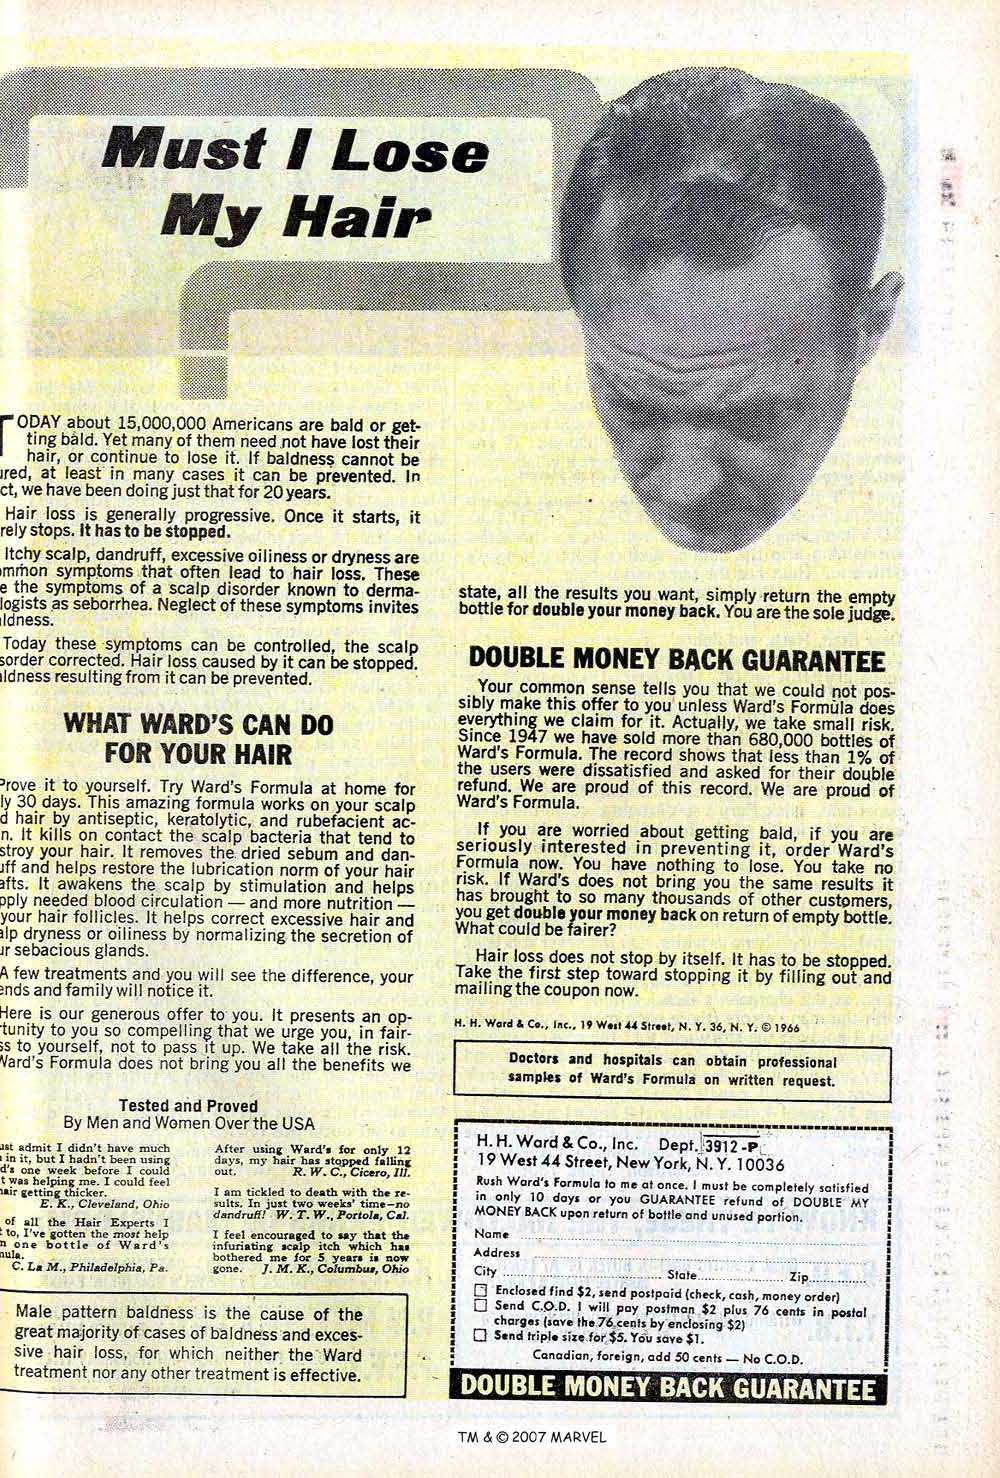 Must I Lose
My Hair
TODAY about 15,000,000 Americans are bald or get-
ting bald. Yet many of them need not have lost their
hair, or continue to lose it. If baldness cannot be
ured, at least in many cases it can be prevented. In
ct, we have been doing just that for 20 years.
Hair loss is generally progressive. Once it starts, it
rely stops. It has to be stopped.
Itchy scalp, dandruff, excessive oiliness or dryness are
ommon symptoms that often lead to hair loss. These
e the symptoms of a scalp disorder known to derma-
logists as seborrhea. Neglect of these symptoms invites
ldness.
Today these symptoms can be controlled, the scalp
sorder corrected. Hair loss caused by it can be stopped.
ldness resulting from it can be prevented.
WHAT WARD'S CAN DO
FOR YOUR HAIR
Prove it to yourself. Try Ward's Formula at home for
ly 30 days. This amazing formula works on your scalp
d hair by antiseptic, keratolytic, and rubefacient ac-
n. It kills on contact the scalp bacteria that tend to
stroy your hair. It removes the dried sebum and dan-
uff and helps restore the lubrication norm of your hair
afts. It awakens the scalp by stimulation and helps
pply needed blood circulation — and more nutrition —
your hair follicles. It helps correct excessive hair and
alp dryness or oiliness by normalizing the secretion of
ur sebacious glands.
A few treatments and you will see the difference, your
ends and family will notice it.
Here is our generous offer to you. It presents an op-
rtunity to you so compelling that we urge you, in fair-
ss to yourself, not to pass it up. We take all the risk.
Ward's Formula does not bring you all the benefits we
Tested and Proved
By Men and Women Over the USA
ust admit I didn't have much
h in it, but I hadn't been using
d's one week before I could
t was helping me. I could feel
hair getting thicker.
E. K., Cleveland, Ohio
of all the Hair Experts I
t to, I've gotten the most help
n one bottle of Ward's
mula.
C. La M., Philadelphia, Pa.
After using Ward's for only 12
days, my hair has stopped falling
out. R. W. C., Cicero, Ill.
I am tickled to death with the re-
sults. In just two weeks' time—no
dandruff! W. T. W., Portola, Cal.
I feel encouraged to say that the
infuriating scalp itch which has
bothered me for 5 years is now
gone. J. M. K., Columbus, Ohio
Male pattern baldness is the cause of the
great majority of cases of baldness and exces-
sive hair loss, for which neither the Ward
treatment nor any other treatment is effective.
state, all the results you want, simply return the empty
bottle for double your money back. You are the sole judge.
DOUBLE MONEY BACK GUARANTEE
Your common sense tells you that we could not pos-
sibly make this offer to you unless Ward's Formula does
everything we claim for it. Actually, we take small risk.
Since 1947 we have sold more than 680,000 bottles of
Ward's Formula. The record shows that less than 1% of
the users were dissatisfied and asked for their double
refund. We are proud of this record. We are proud of
Ward's Formula.
If you are worried about getting bald, if you are
seriously interested in preventing it, order Ward's
Formula now. You have nothing to lose. You take no
risk. If Ward's does not bring you the same results it
has brought to so many thousands of other customers,
you get double your money back on return of empty bottle.
What could be fairer?
Hair loss does not stop by itself. It has to be stopped.
Take the first step toward stopping it by filling out and
mailing the coupon now.
H. H. Ward & Co., Inc., 19 West 44 Street, N. Y. 36, N. Y. © 1966
Doctors and hospitals can obtain professional
samples of Ward's Formula on written request.
H. H. Ward & Co., Inc. Dept. 3912 -P
19 West 44 Street, New York, N. Y. 10036
Rush Ward's Formula to me at once. I must be completely satisfied
in only 10 days or you GUARANTEE refund of DOUBLE MY
MONEY BACK upon return of bottle and unused portion.
Name
Address
City State Zip
Enclosed find $2, send postpaid (check, cash, money order)
Send C.O.D. I will pay postman $2 plus 76 cents in postal
charges (save the 76 cents by enclosing $2)
Send triple size for $5. You save $1.
Canadian, foreign, add 50 cents — No C.O.D.
DOUBLE MONEY BACK GUARANTEE
TM & © 2007 MARVEL